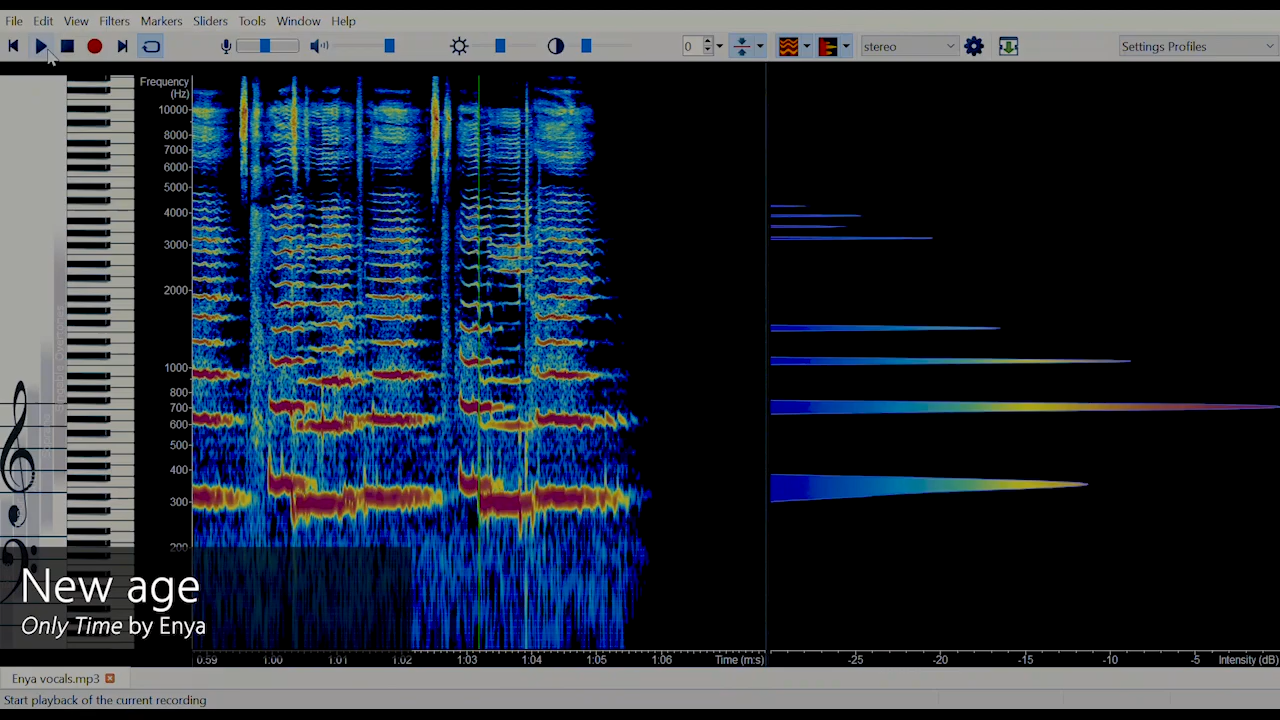 File Edit View Filters Markers Sliders Tools Window Help
0 stereo Settings Profiles
Frequency
(Hz)
10000
8000
7000
6000
5000
4000
3000
2000
1000
800
700
600
500
400
300
200
New age
Only Time by Enya
0:59 1:00 1:01 1:02 1:03 1:04 1:05 1:06 Time (m:s) -25 -20 -15 -10 -5 Intensity (dB)
Enya vocals.mp3
Start playback of the current recording